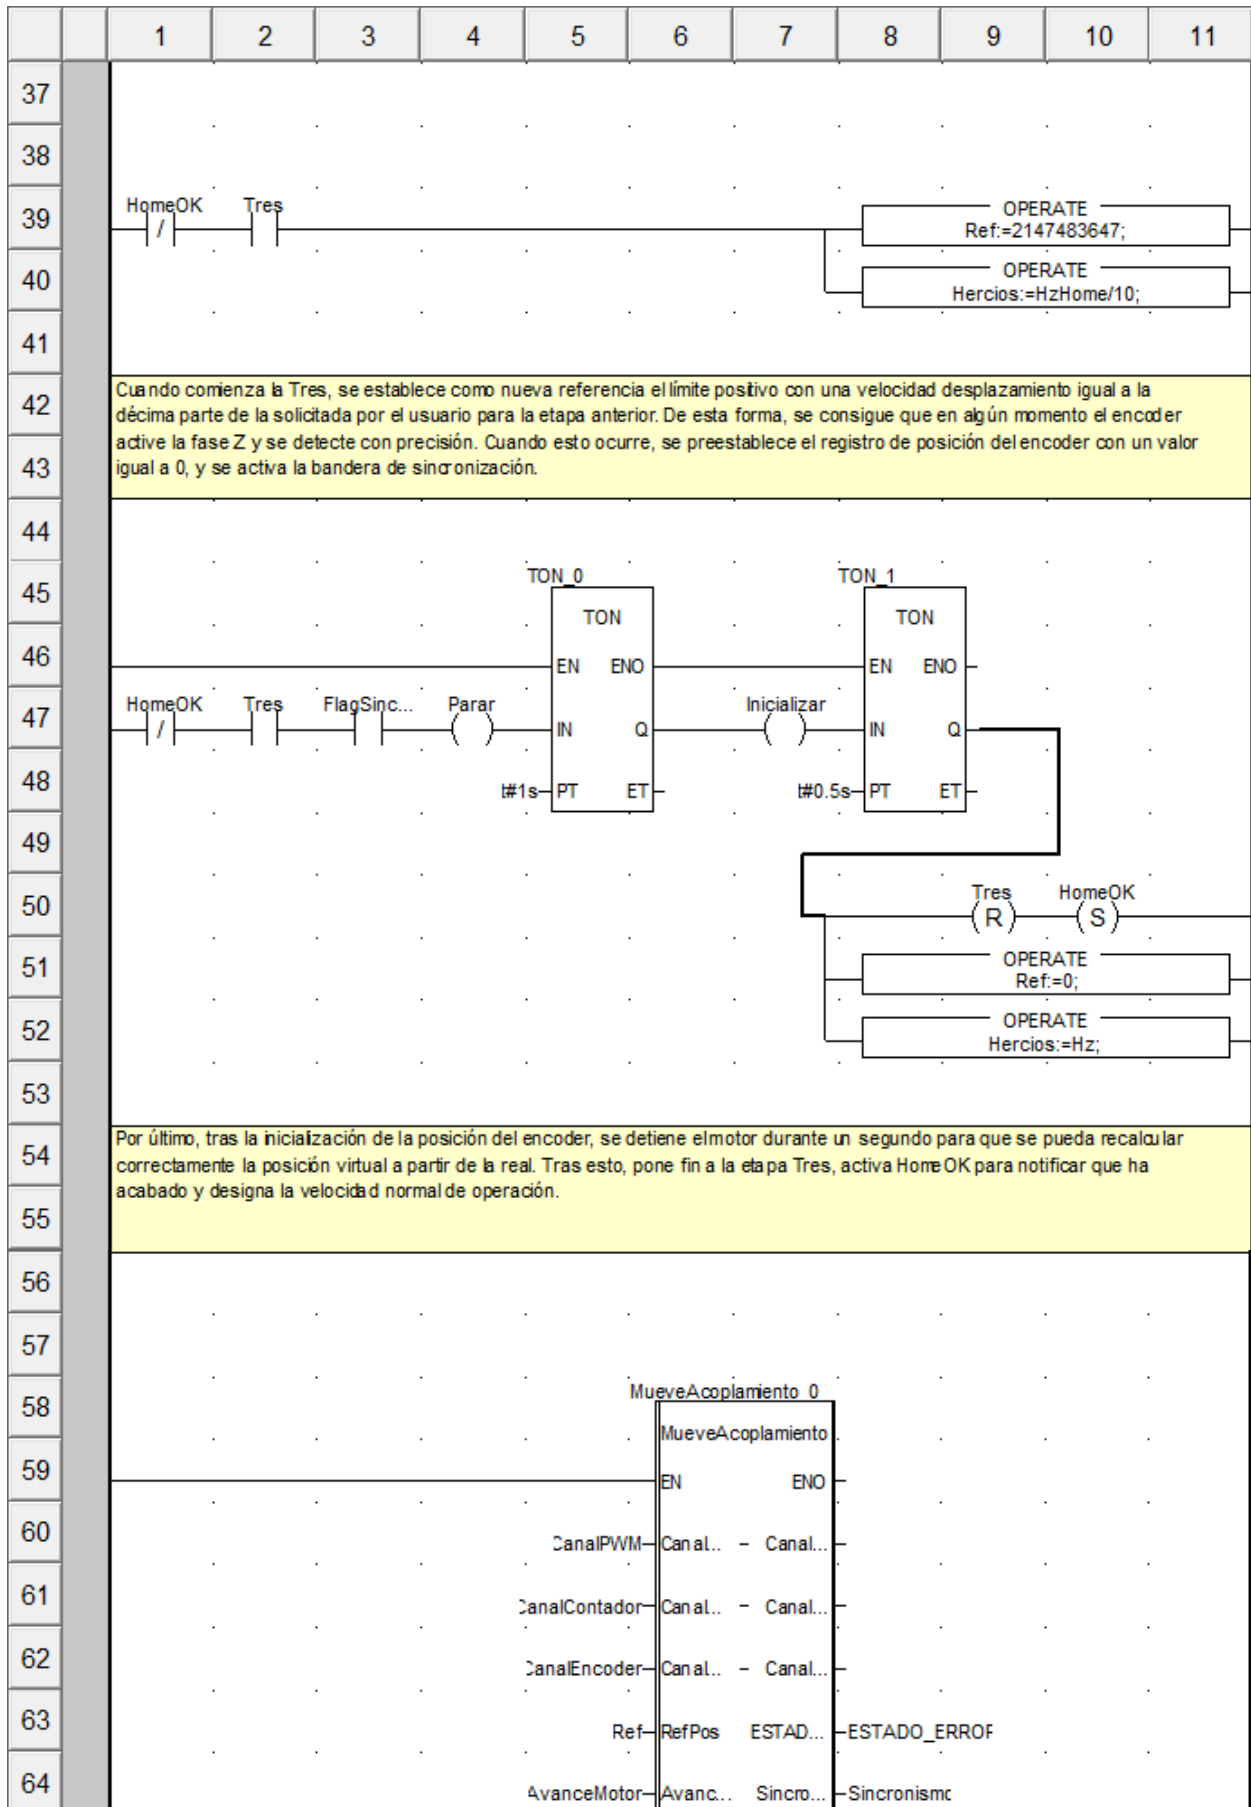 1 2 3 4 5 6 7 8 9 10 11
37
38
HomeOK Tres OPERATE
39
Ref:=2147483647;
40
OPERATE
Hercios:=HzHome/10;
41
42
43
Cuando comienza la Tres, se establece como nueva referencia el límite positivo con una velocidad desplazamiento igual a la
décima parte de la solicitada por el usuario para la etapa anterior. De esta forma, se consigue que en algún momento el encoder
active la fase Z y se detecte con precisión. Cuando esto ocurre, se preestablece el registro de posición del encoder con un valor
igual a 0, y se activa la bandera de sincronización.
44
TON_0 TON_1
45
TON TON
46
EN ENO EN ENO
HomeOK Tres FlagSinc... Parar Inicializar
47
/ IN Q IN Q
48
t#1s PT ET t#0.5s PT ET
49
Tres HomeOK
50
R S
51
OPERATE
Ref:=0;
52
OPERATE
Hercios:=Hz;
53
54
55
Por último, tras la inicialización de la posición del encoder, se detiene el motor durante un segundo para que se pueda recalcular
correctamente la posición virtual a partir de la real. Tras esto, pone fin a la etapa Tres, activa HomeOK para notificar que ha
acabado y designa la velocidad normal de operación.
56
57
58
MueveAcoplamiento_0
MueveAcoplamiento
59
EN ENO
60
CanalPWM Canal... - Canal...
61
CanalContador Canal... - Canal...
62
CanalEncoder Canal... - Canal...
63
Ref RefPos ESTAD... ESTADO_ERROR
64
AvanceMotor Avanc... Sincro... Sincronismo